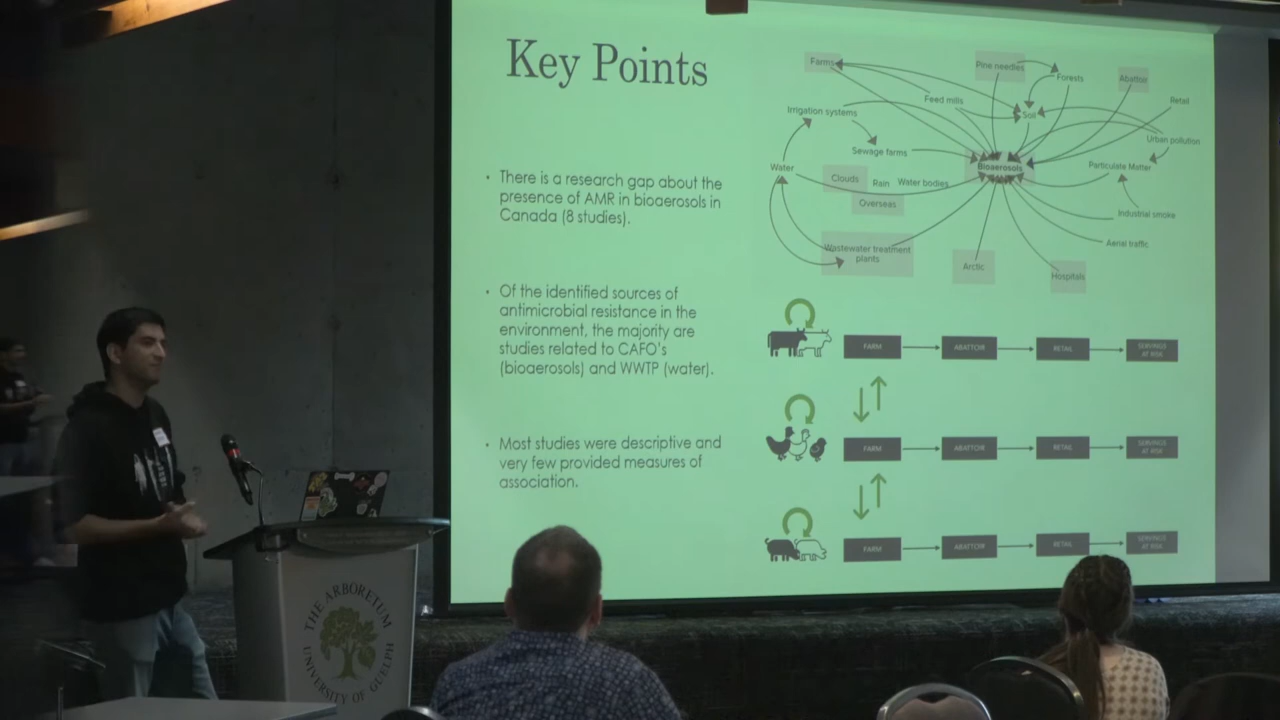 Key Points
• There is a research gap about the
presence of AMR in bioaerosols in
Canada (8 studies).
• Of the identified sources of
antimicrobial resistance in the
environment, the majority are
studies related to CAFO's
(bioaerosols) and WWTP (water).
• Most studies were descriptive and
very few provided measures of
association.
Farms
Pine needles
Forests
Abattoir
Feed mills
Retail
Irrigation systems
Soil
Urban pollution
Sewage farms
Water
Bioaerosols
Particulate Matter
Clouds
Rain
Water bodies
Overseas
Industrial smoke
Wastewater treatment
plants
Aerial traffic
Arctic
Hospitals
FARM
ABATTOIR
RETAIL
SERVINGS
AT RISK
FARM
ABATTOIR
RETAIL
SERVINGS
AT RISK
FARM
ABATTOIR
RETAIL
SERVINGS
AT RISK
THE ARBORETUM
UNIVERSITY OF GUELPH